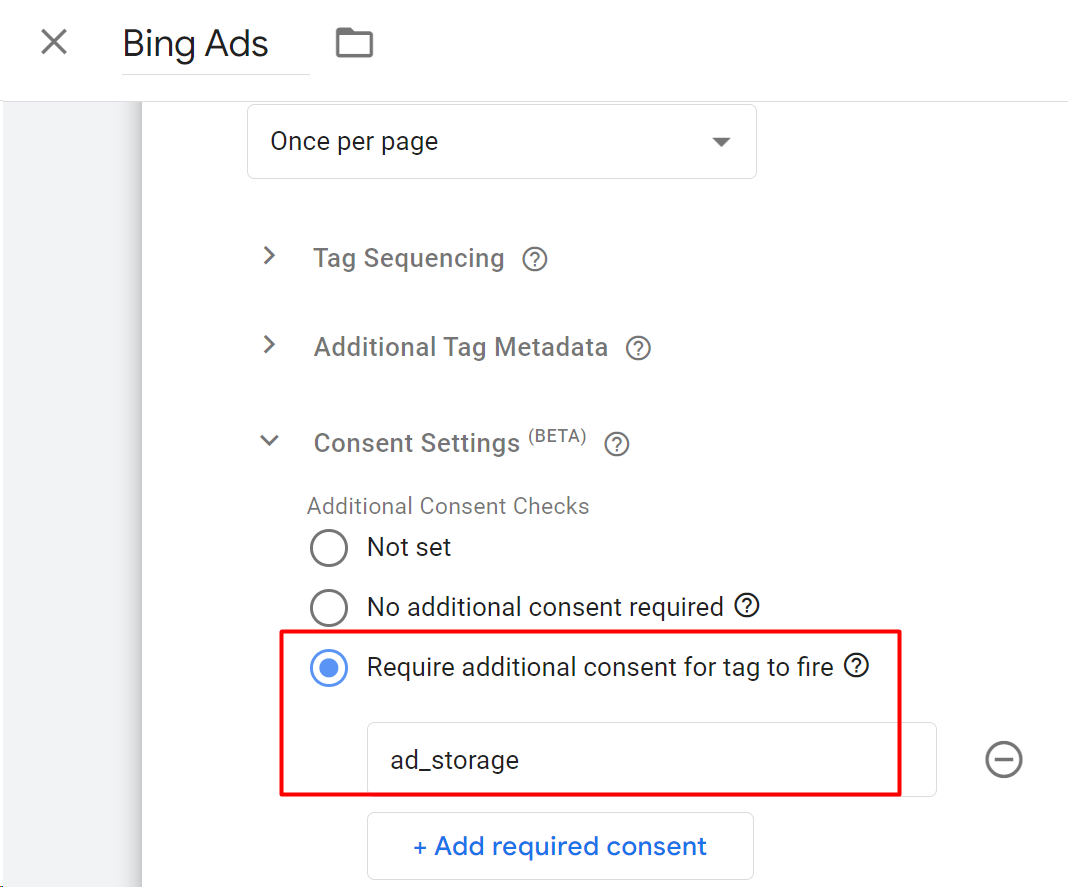 Bing Ads
Once per page
Tag Sequencing
Additional Tag Metadata
Consent Settings (BETA)
Additional Consent Checks
Not set
No additional consent required
Require additional consent for tag to fire
ad_storage
+ Add required consent